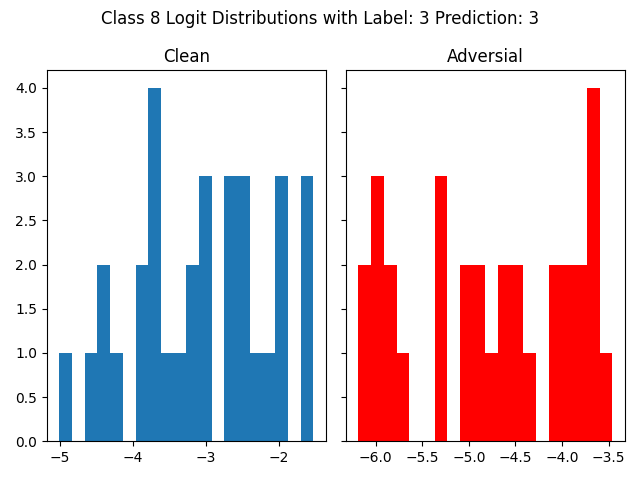 Class 8 Logit Distributions with Label: 3 Prediction: 3
Clean
Adversial
4.0
3.5
3.0
2.5
2.0
1.5
1.0
0.5
0.0
−5 −4 −3 −2
−6.0 −5.5 −5.0 −4.5 −4.0 −3.5